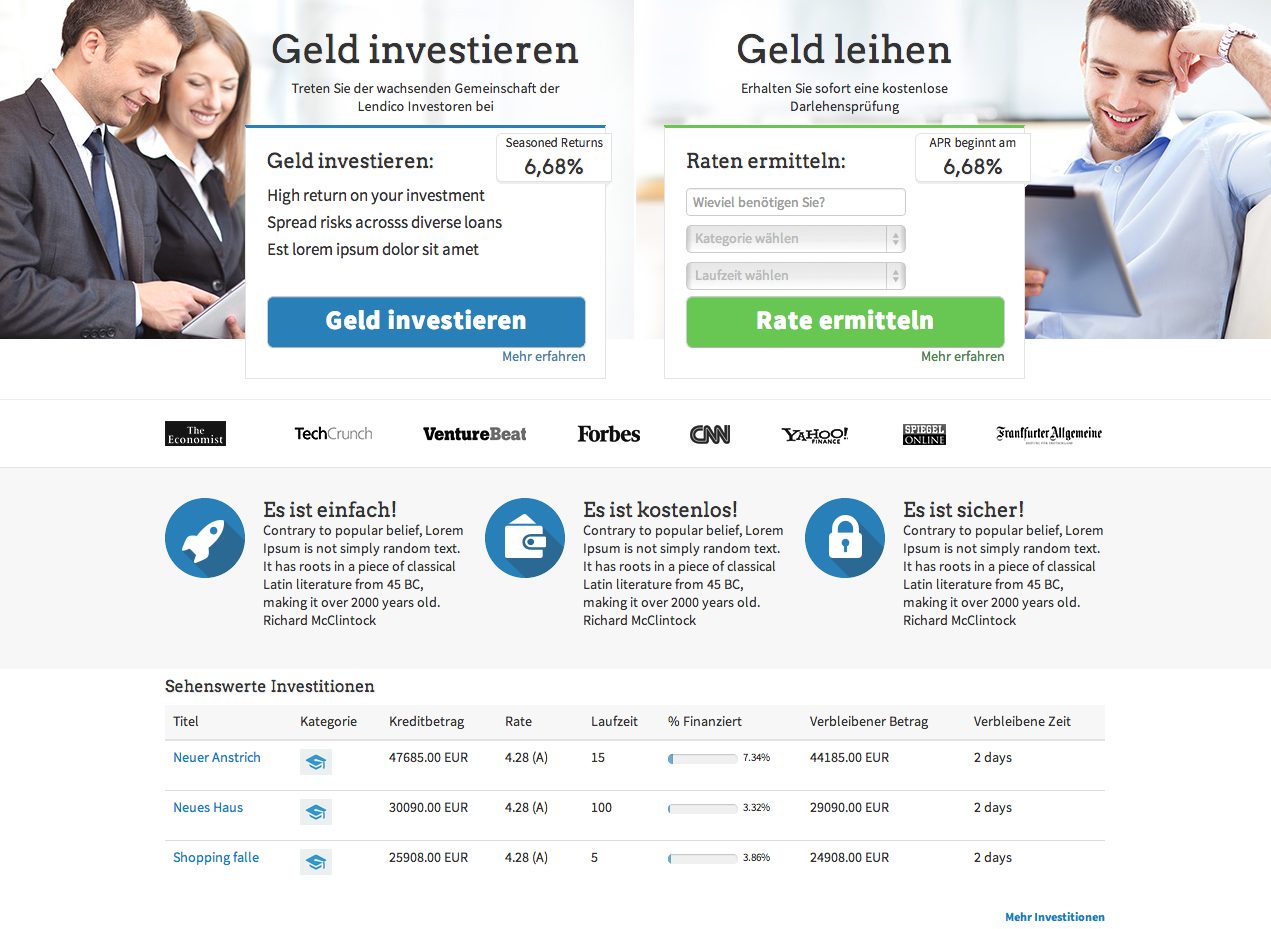 Geld investieren
Treten Sie der wachsenden Gemeinschaft der
Lendico Investoren bei
Geld investieren:
Seasoned Returns
6,68%
High return on your investment
Spread risks acrosss diverse loans
Est lorem ipsum dolor sit amet
Geld investieren
Mehr erfahren
Geld leihen
Erhalten Sie sofort eine kostenlose
Darlehensprüfung
Raten ermitteln:
APR beginnt am
6,68%
Wieviel benötigen Sie?
Kategorie wählen
Laufzeit wählen
Rate ermitteln
Mehr erfahren
The
Economist
TechCrunch
VentureBeat
Forbes
CNN
YAHOO!
FINANCE
SPIEGEL
ONLINE
Frankfurter Allgemeine
ZEITUNG FÜR DEUTSCHLAND
Es ist einfach!
Contrary to popular belief, Lorem
Ipsum is not simply random text.
It has roots in a piece of classical
Latin literature from 45 BC,
making it over 2000 years old.
Richard McClintock
Es ist kostenlos!
Contrary to popular belief, Lorem
Ipsum is not simply random text.
It has roots in a piece of classical
Latin literature from 45 BC,
making it over 2000 years old.
Richard McClintock
Es ist sicher!
Contrary to popular belief, Lorem
Ipsum is not simply random text.
It has roots in a piece of classical
Latin literature from 45 BC,
making it over 2000 years old.
Richard McClintock
Sehenswerte Investitionen
Titel Kategorie Kreditbetrag Rate Laufzeit % Finanziert Verbleibener Betrag Verbleibene Zeit
Neuer Anstrich 47685.00 EUR 4.28 (A) 15 7.34% 44185.00 EUR 2 days
Neues Haus 30090.00 EUR 4.28 (A) 100 3.32% 29090.00 EUR 2 days
Shopping falle 25908.00 EUR 4.28 (A) 5 3.86% 24908.00 EUR 2 days
Mehr Investitionen